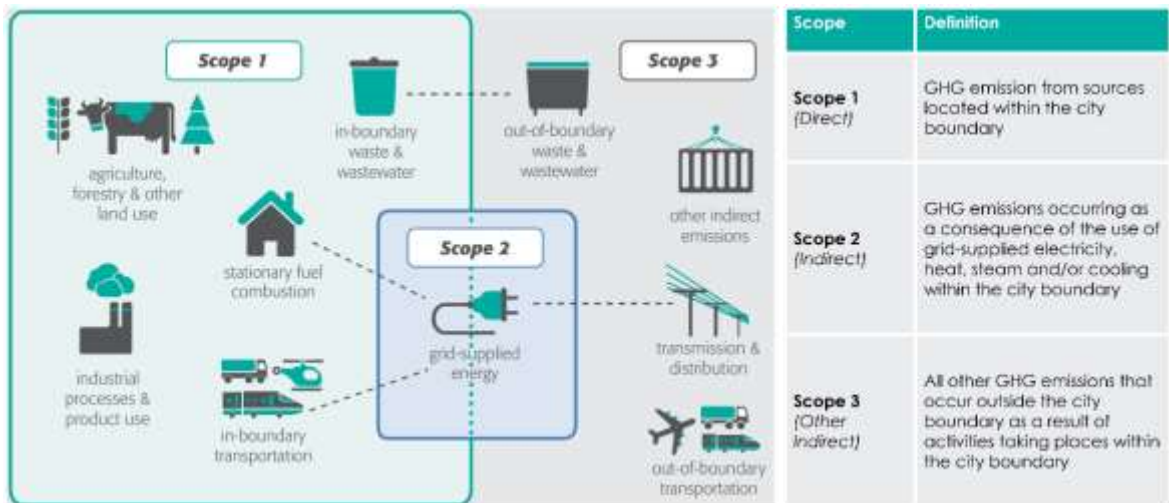 Scope 1
Scope 3
agriculture,
forestry & other
land use
in-boundary
waste &
wastewater
out-of-boundary
waste &
wastewater
other indirect
emissions
stationary fuel
combustion
Scope 2
grid-supplied
energy
transmission &
distribution
industrial
processes &
product use
in-boundary
transportation
out-of-boundary
transportation
Scope Definition
Scope 1
(Direct)
GHG emission from sources
located within the city
boundary
Scope 2
(Indirect)
GHG emissions occurring as
a consequence of the use of
grid-supplied electricity,
heat, steam and/or cooling
within the city boundary
Scope 3
(Other
Indirect)
All other GHG emissions that
occur outside the city
boundary as a result of
activities taking places within
the city boundary